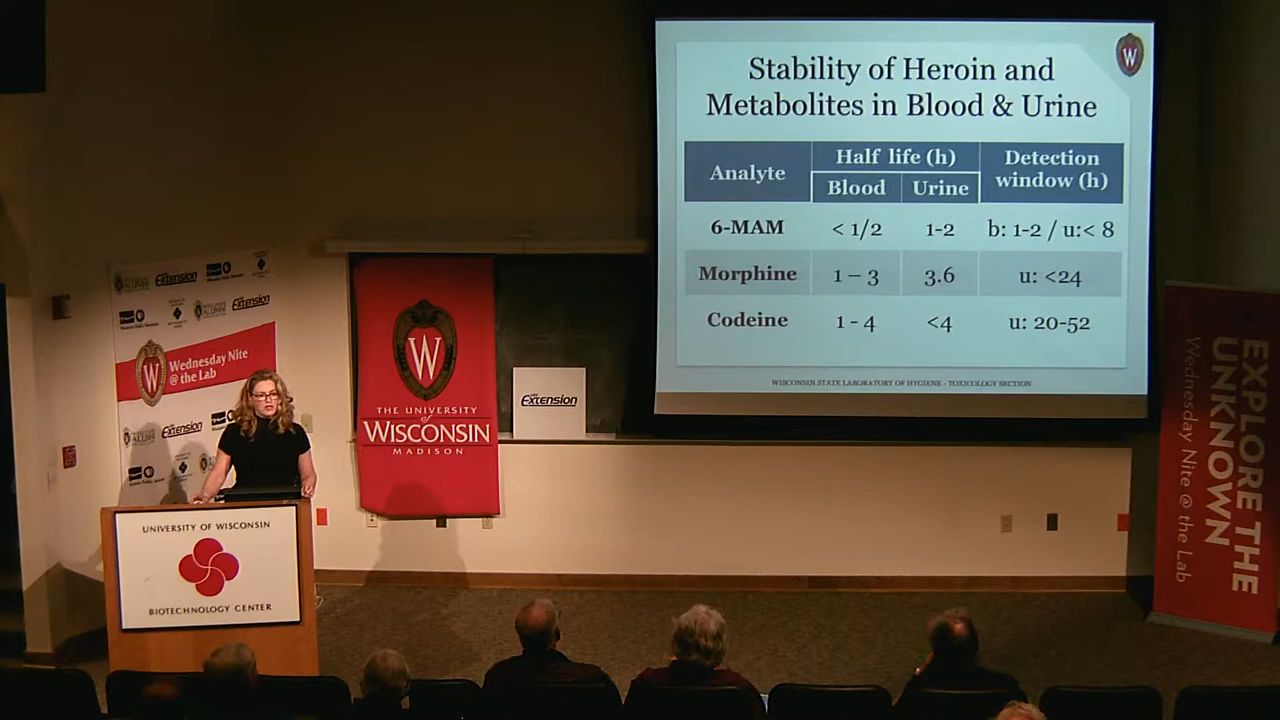 Stability of Heroin and
Metabolites in Blood & Urine
W
Analyte
Half life (h)
Blood
Urine
Detection
window (h)
6-MAM
< 1/2
1-2
b: 1-2 / u:< 8
Morphine
1 – 3
3.6
u: <24
Codeine
1 - 4
<4
u: 20-52
WISCONSIN STATE LABORATORY OF HYGIENE - TOXICOLOGY SECTION
Extension
Extension
W
Wednesday Nite
@ the Lab
Extension
W
THE UNIVERSITY
of
WISCONSIN
MADISON
Extension
UNIVERSITY OF WISCONSIN
BIOTECHNOLOGY CENTER
EXPLORE THE
UNKNOWN
Wednesday Nite @ the Lab